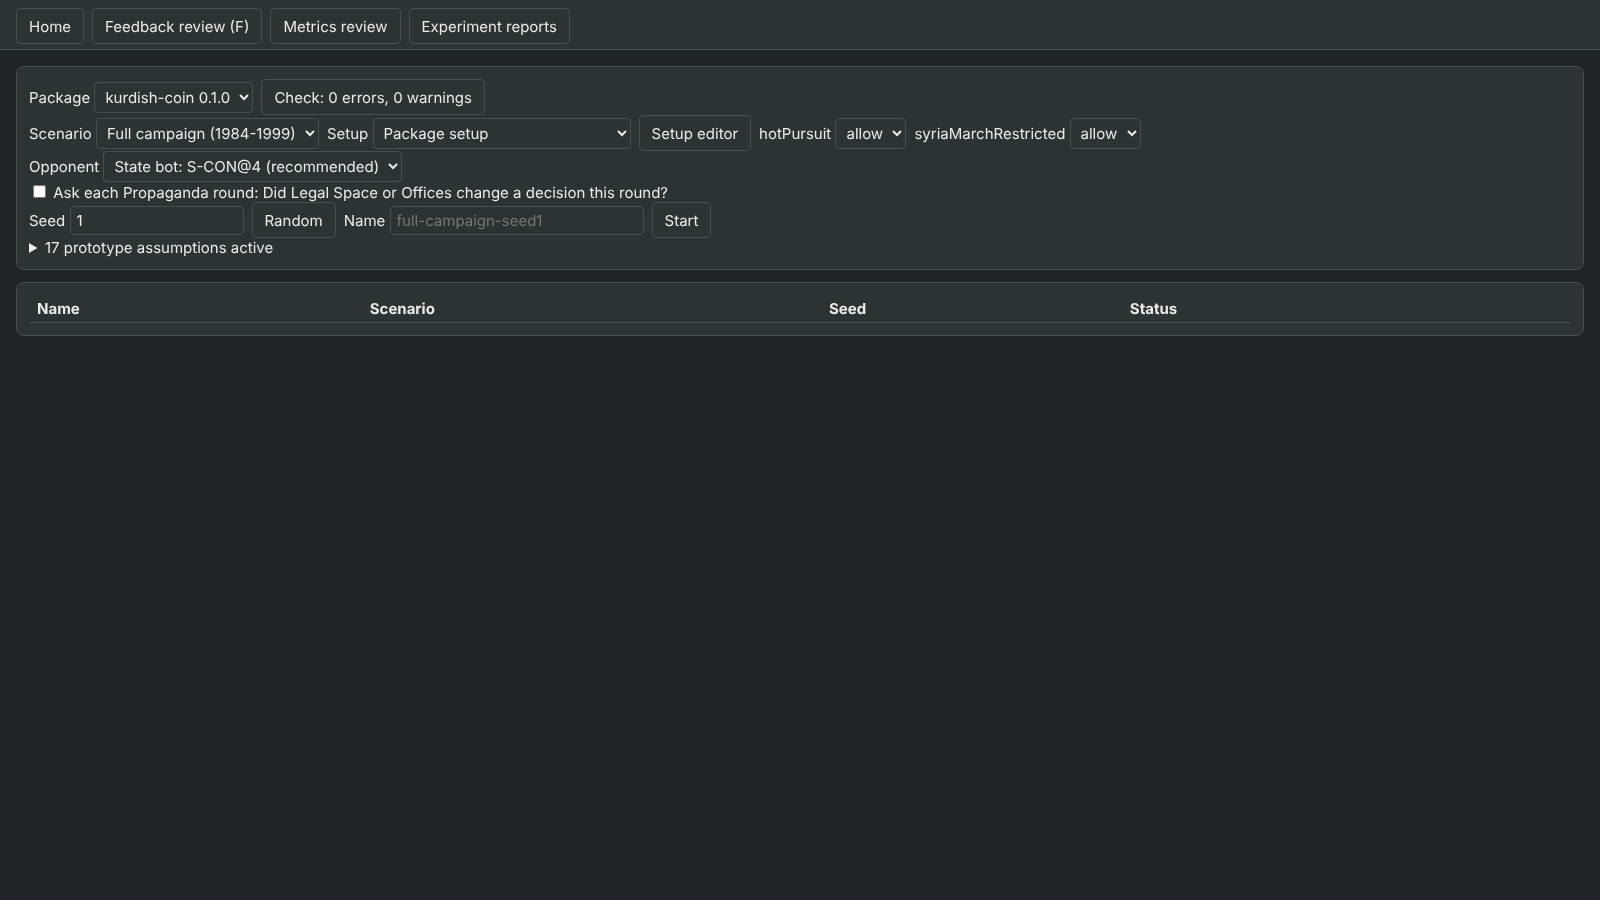 Home Feedback review (F) Metrics review Experiment reports
Package kurdish-coin 0.1.0 Check: 0 errors, 0 warnings
Scenario Full campaign (1984-1999) Setup Package setup Setup editor hotPursuit allow syriaMarchRestricted allow
Opponent State bot: S-CON@4 (recommended)
Ask each Propaganda round: Did Legal Space or Offices change a decision this round?
Seed 1 Random Name full-campaign-seed1 Start
17 prototype assumptions active
Name Scenario Seed Status